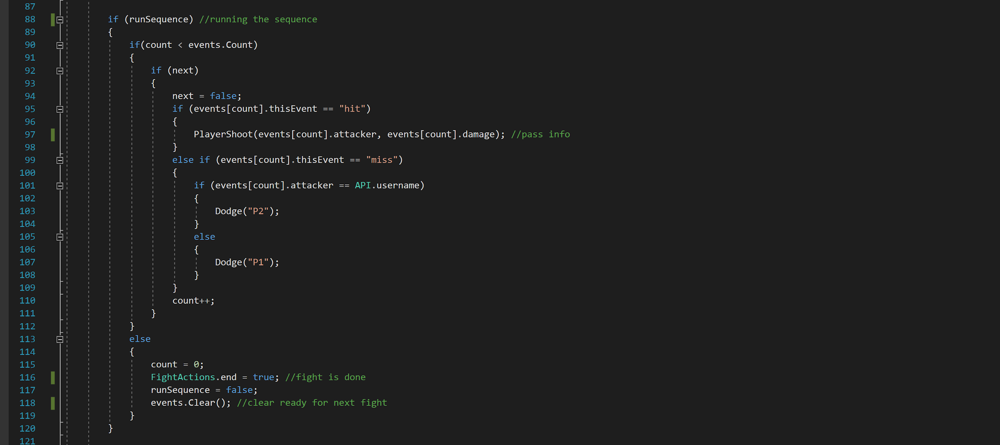 87
88 if (runSequence) //running the sequence
89 {
90 if(count < events.Count)
91 {
92 if (next)
93 {
94 next = false;
95 if (events[count].thisEvent == "hit")
96 {
97 PlayerShoot(events[count].attacker, events[count].damage); //pass info
98 }
99 else if (events[count].thisEvent == "miss")
100 {
101 if (events[count].attacker == API.username)
102 {
103 Dodge("P2");
104 }
105 else
106 {
107 Dodge("P1");
108 }
109 }
110 count++;
111 }
112 }
113 else
114 {
115 count = 0;
116 FightActions.end = true; //fight is done
117 runSequence = false;
118 events.Clear(); //clear ready for next fight
119 }
120 }
121